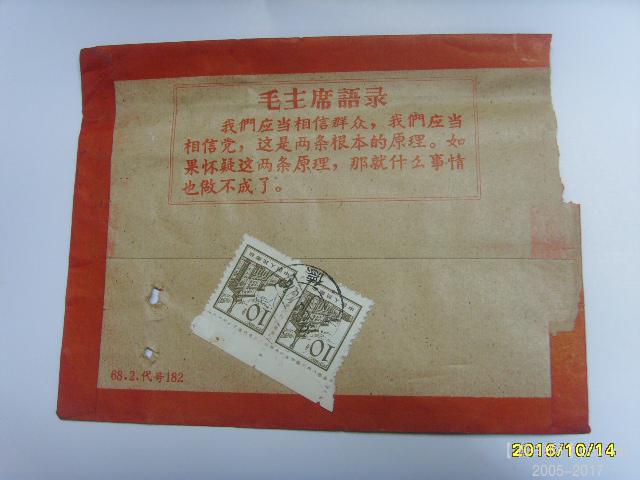 毛主席語录
我們应当相信群众，我們应当
相信党，这是两条根本的原理。如
果怀疑这两条原理，那就什么事情
也做不成了。
10
10
68.2.代号182
2016/10/14
2005-2017